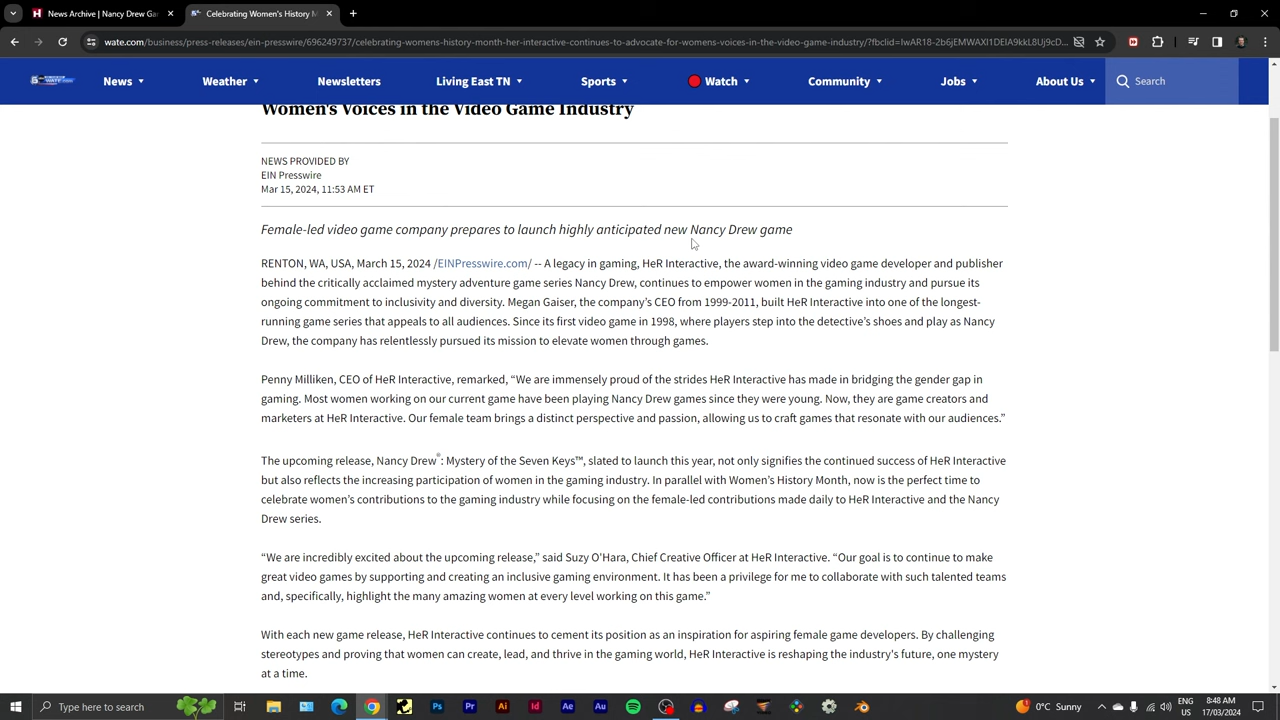 News Archive | Nancy Drew Ga
Celebrating Women's History M
wate.com/business/press-releases/ein-presswire/696249737/celebrating-womens-history-month-her-interactive-continues-to-advocate-for-womens-voices-in-the-video-game-industry/?fbclid=
News
Weather
Newsletters
Living East TN
Sports
Watch
Community
Jobs
About Us
Search
Women's Voices in the Video Game Industry
NEWS PROVIDED BY
EIN Presswire
Mar 15, 2024, 11:53 AM ET
Female-led video game company prepares to launch highly anticipated new Nancy Drew game
RENTON, WA, USA, March 15, 2024 /EINPresswire.com/ -- A legacy in gaming, HeR Interactive, the award-winning video game developer and publisher
behind the critically acclaimed mystery adventure game series Nancy Drew, continues to empower women in the gaming industry and pursue its
ongoing commitment to inclusivity and diversity. Megan Gaiser, the company's CEO from 1999-2011, built HeR Interactive into one of the longest-
running game series that appeals to all audiences. Since its first video game in 1998, where players step into the detective's shoes and play as Nancy
Drew, the company has relentlessly pursued its mission to elevate women through games.
Penny Milliken, CEO of HeR Interactive, remarked, “We are immensely proud of the strides HeR Interactive has made in bridging the gender gap in
gaming. Most women working on our current game have been playing Nancy Drew games since they were young. Now, they are game creators and
marketers at HeR Interactive. Our female team brings a distinct perspective and passion, allowing us to craft games that resonate with our audiences.”
The upcoming release, Nancy Drew®: Mystery of the Seven Keys™, slated to launch this year, not only signifies the continued success of HeR Interactive
but also reflects the increasing participation of women in the gaming industry. In parallel with Women's History Month, now is the perfect time to
celebrate women's contributions to the gaming industry while focusing on the female-led contributions made daily to HeR Interactive and the Nancy
Drew series.
“We are incredibly excited about the upcoming release,” said Suzy O'Hara, Chief Creative Officer at HeR Interactive. “Our goal is to continue to make
great video games by supporting and creating an inclusive gaming environment. It has been a privilege for me to collaborate with such talented teams
and, specifically, highlight the many amazing women at every level working on this game.”
With each new game release, HeR Interactive continues to cement its position as an inspiration for aspiring female game developers. By challenging
stereotypes and proving that women can create, lead, and thrive in the gaming world, HeR Interactive is reshaping the industry's future, one mystery
at a time.
Type here to search
Ps
Pr
Ai
Id
Ae
Au
0°C Sunny
ENG
US
8:48 AM
17/03/2024